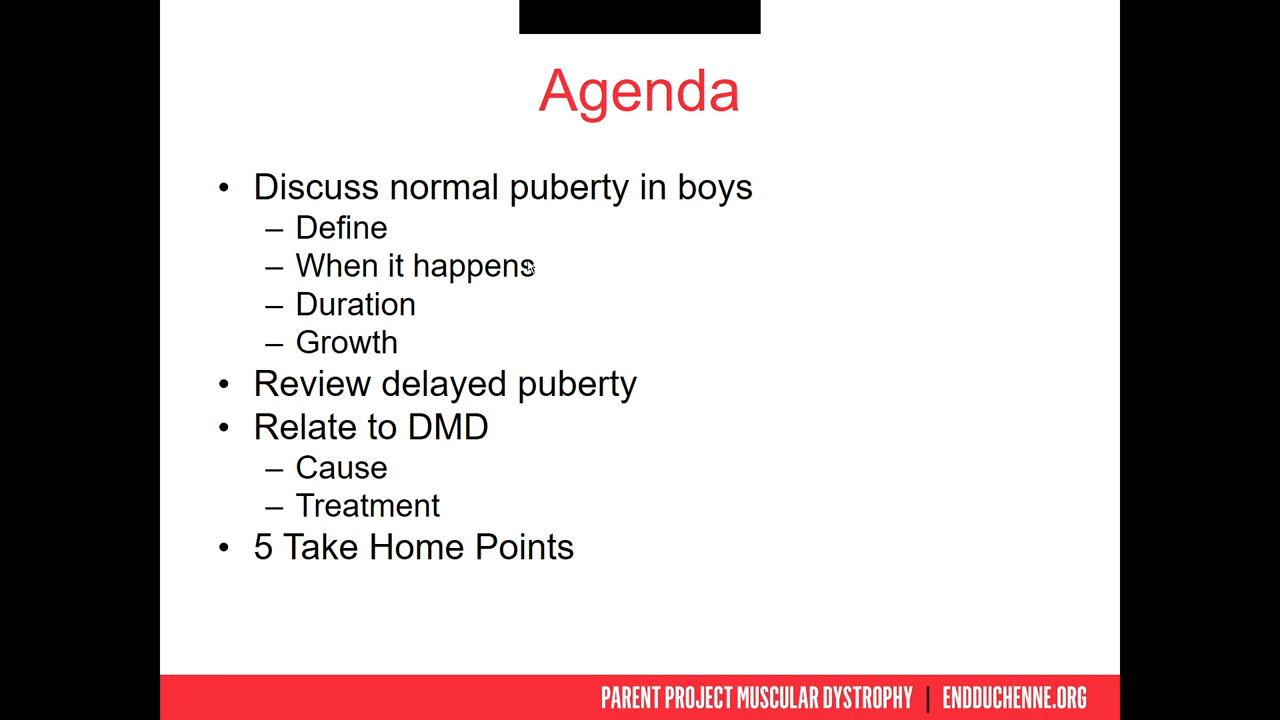 Agenda
• Discuss normal puberty in boys
– Define
– When it happens
– Duration
– Growth
• Review delayed puberty
• Relate to DMD
– Cause
– Treatment
• 5 Take Home Points
PARENT PROJECT MUSCULAR DYSTROPHY | ENDDUCHENNE.ORG